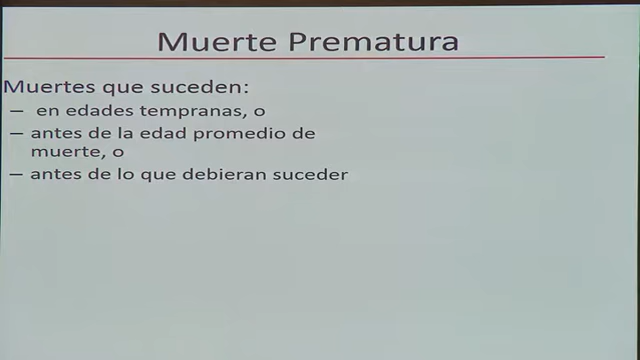 Muerte Prematura
Muertes que suceden:
– en edades tempranas, o
– antes de la edad promedio de
muerte, o
– antes de lo que debieran suceder